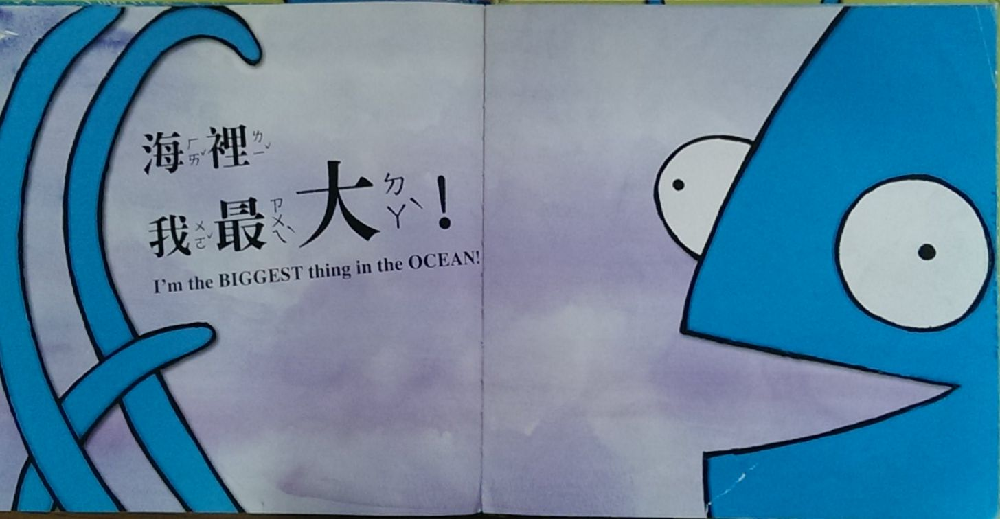 海ㄏㄞˇ裡ㄌㄧˇ
我ㄨㄛˇ最ㄗㄨㄟˋ大ㄉㄚˋ！
I'm the BIGGEST thing in the OCEAN!